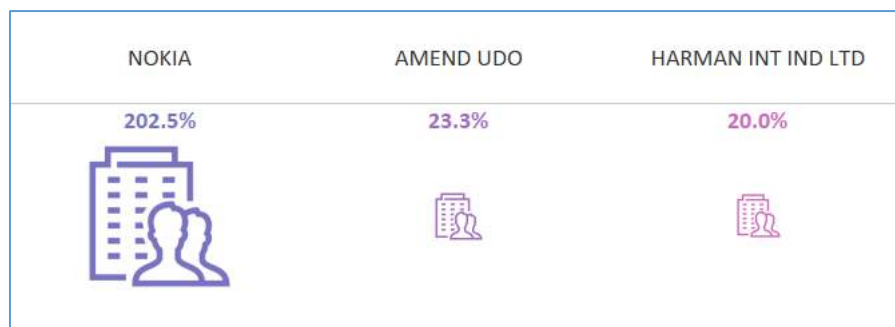 NOKIA AMEND UDO HARMAN INT IND LTD
202.5% 23.3% 20.0%